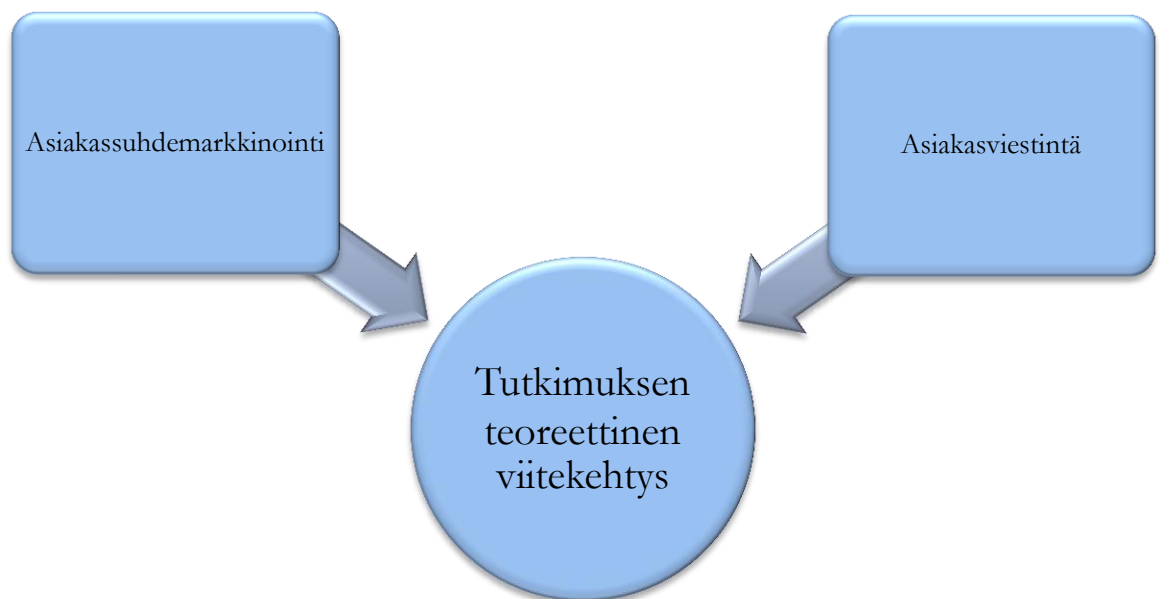 Asiakassuhdemarkkinointi
Asiakasviestintä
Tutkimuksen
teoreettinen
viitekehtys